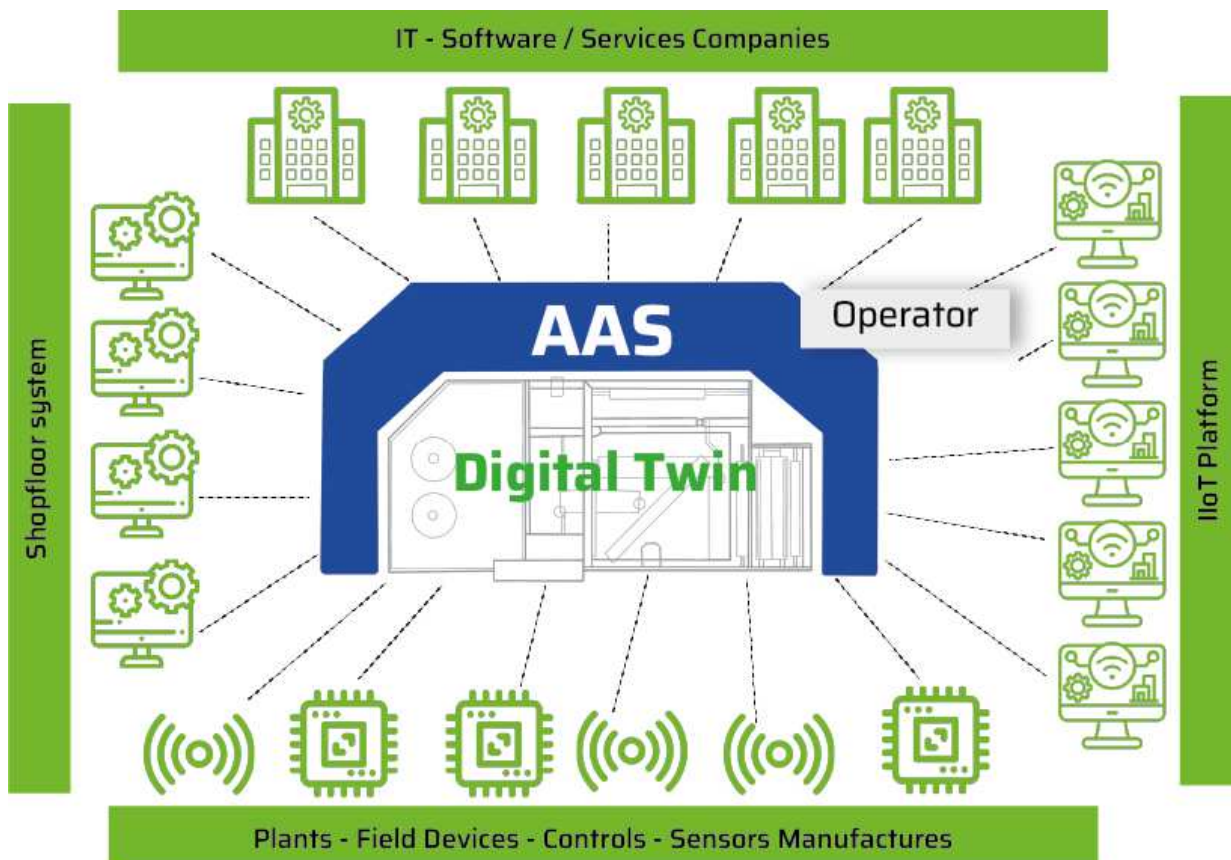 IT - Software / Services Companies
Shopfloor system
AAS
Operator
Digital Twin
IIoT Platform
Plants - Field Devices - Controls - Sensors Manufactures